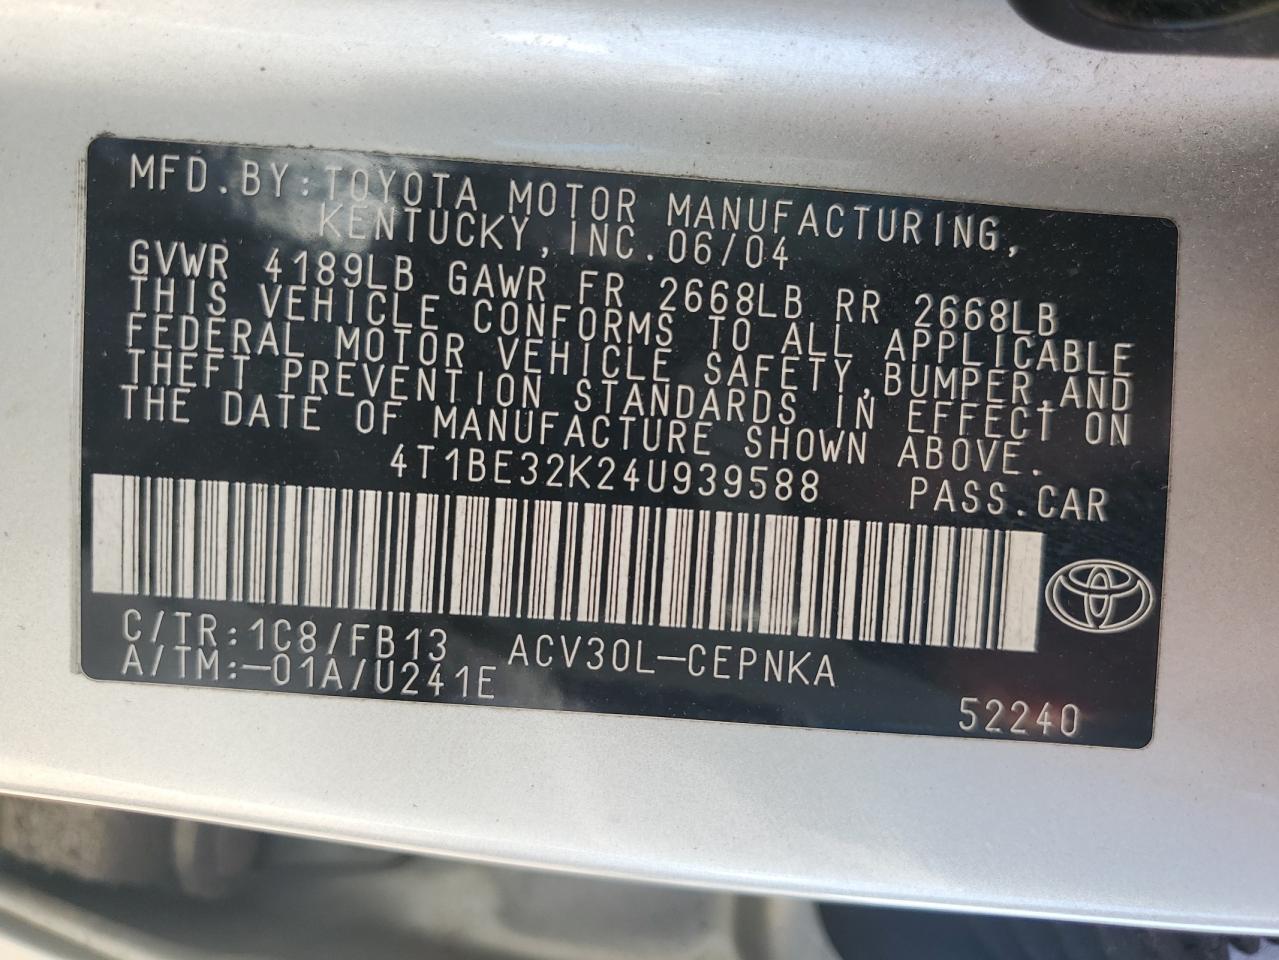 MFD.BY:TOYOTA MOTOR MANUFACTURING,
KENTUCKY,INC.06/04
GVWR 4189LB GAWR FR 2668LB RR 2668LB
THIS VEHICLE CONFORMS TO ALL APPLICABLE
FEDERAL MOTOR VEHICLE SAFETY,BUMPER,AND
THEFT PREVENTION STANDARDS IN EFFECT ON
THE DATE OF MANUFACTURE SHOWN ABOVE.
4T1BE32K24U939588 PASS.CAR
C/TR:1C8/FB13 ACV30L-CEPNKA
A/TM:-01A/U241E
52240